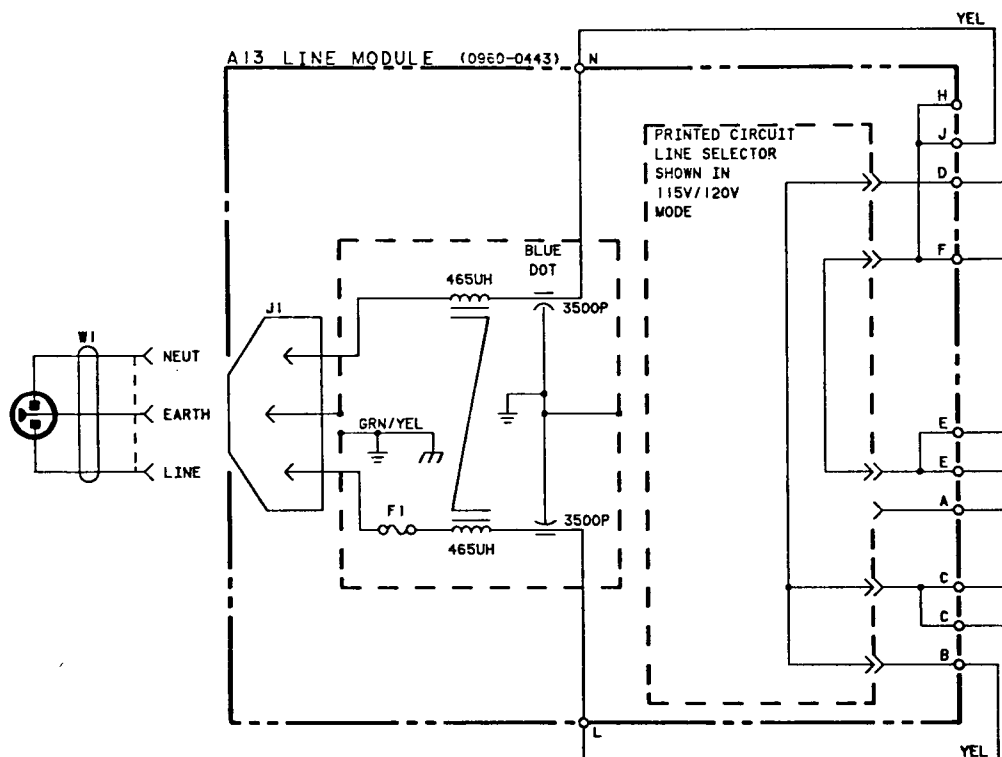 YEL
A13 LINE MODULE (0960-0443) N
H
J
PRINTED CIRCUIT
LINE SELECTOR
SHOWN IN
115V/120V
MODE
D
BLUE
DOT
F
465UH
3500P
J1
W1
NEUT
EARTH
GRN/YEL
LINE
E
E
A
F1
3500P
465UH
C
C
B
L
YEL